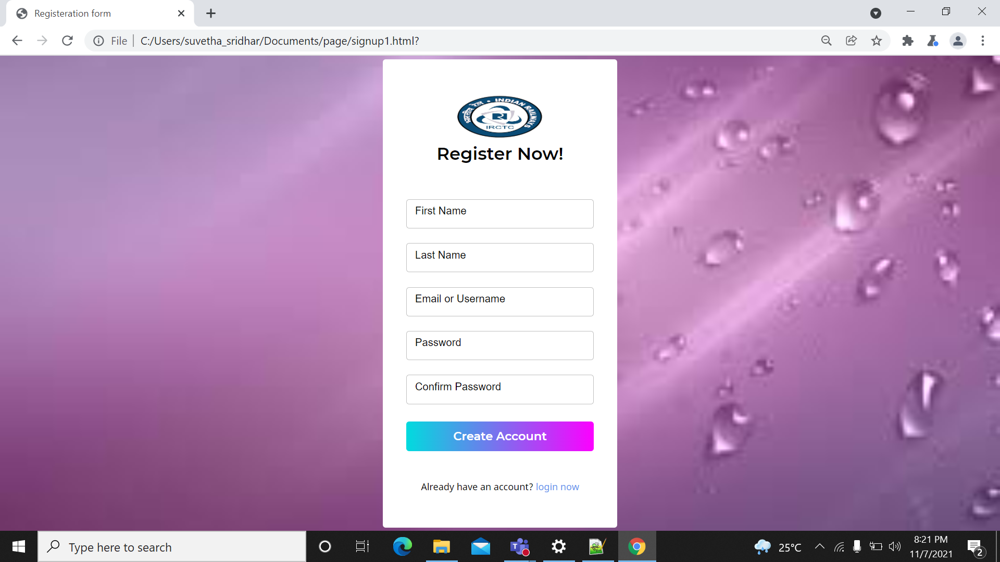 Registeration form
File
C:/Users/suvetha_sridhar/Documents/page/signup1.html?
भारतीय रेल • INDIAN RAILWAYS
IRCTC
Register Now!
First Name
Last Name
Email or Username
Password
Confirm Password
Create Account
Already have an account? login now
Type here to search
25°C
8:21 PM
11/7/2021
2